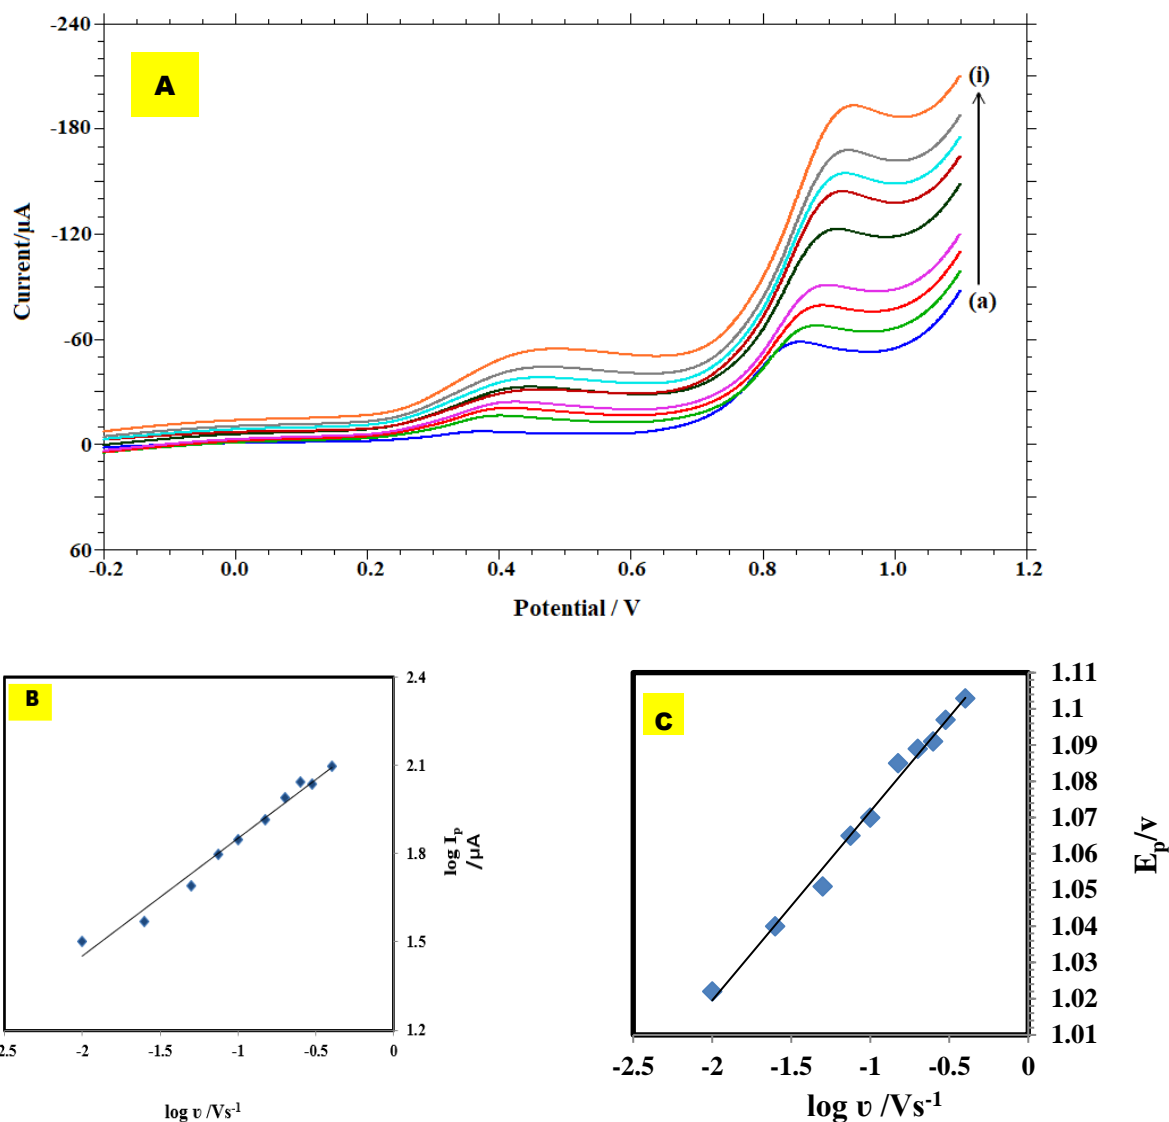 A
-240
-180
-120
-60
0
60
Current/µA
(i)
(a)
-0.2 0.0 0.2 0.4 0.6 0.8 1.0 1.2
Potential / V
B
2.4
2.1
1.8
1.5
1.2
log Ip
/µA
2.5 -2 -1.5 -1 -0.5 0
log ʋ /Vs-1
C
1.11
1.1
1.09
1.08
1.07
1.06
1.05
1.04
1.03
1.02
1.01
Ep/v
-2.5 -2 -1.5 -1 -0.5 0
log ʋ /Vs-1